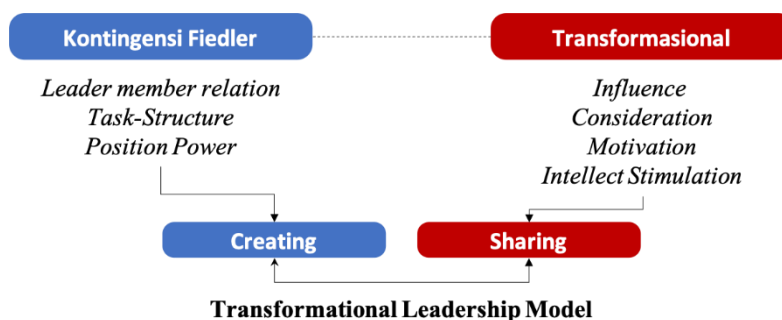 Kontingensi Fiedler
Transformasional
Leader member relation
Task-Structure
Position Power
Influence
Consideration
Motivation
Intellect Stimulation
Creating
Sharing
Transformational Leadership Model